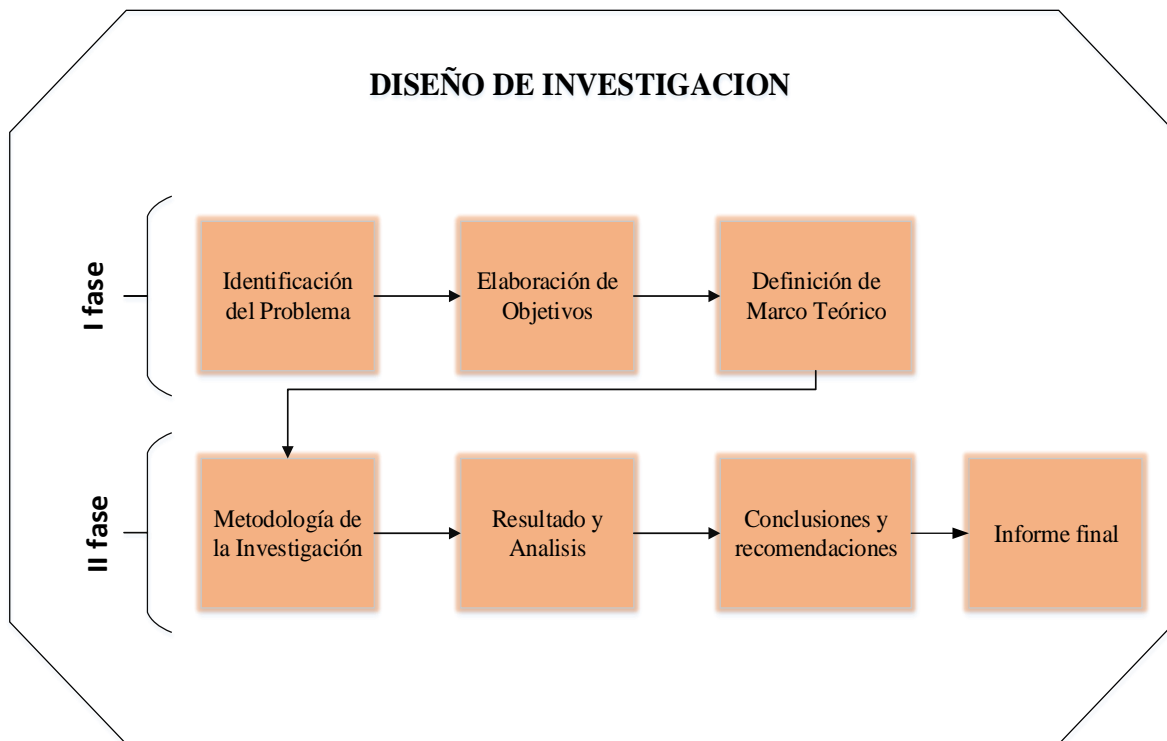 DISEÑO DE INVESTIGACION
I fase
Identificación
del Problema
Elaboración de
Objetivos
Definición de
Marco Teórico
II fase
Metodología de
la Investigación
Resultado y
Analisis
Conclusiones y
recomendaciones
Informe final